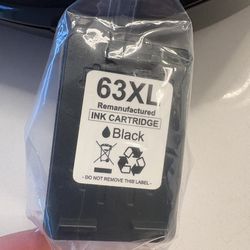 63XL
Remanufactured
INK CARTRIDGE
Black
- DO NOT REMOVE THIS LABEL -